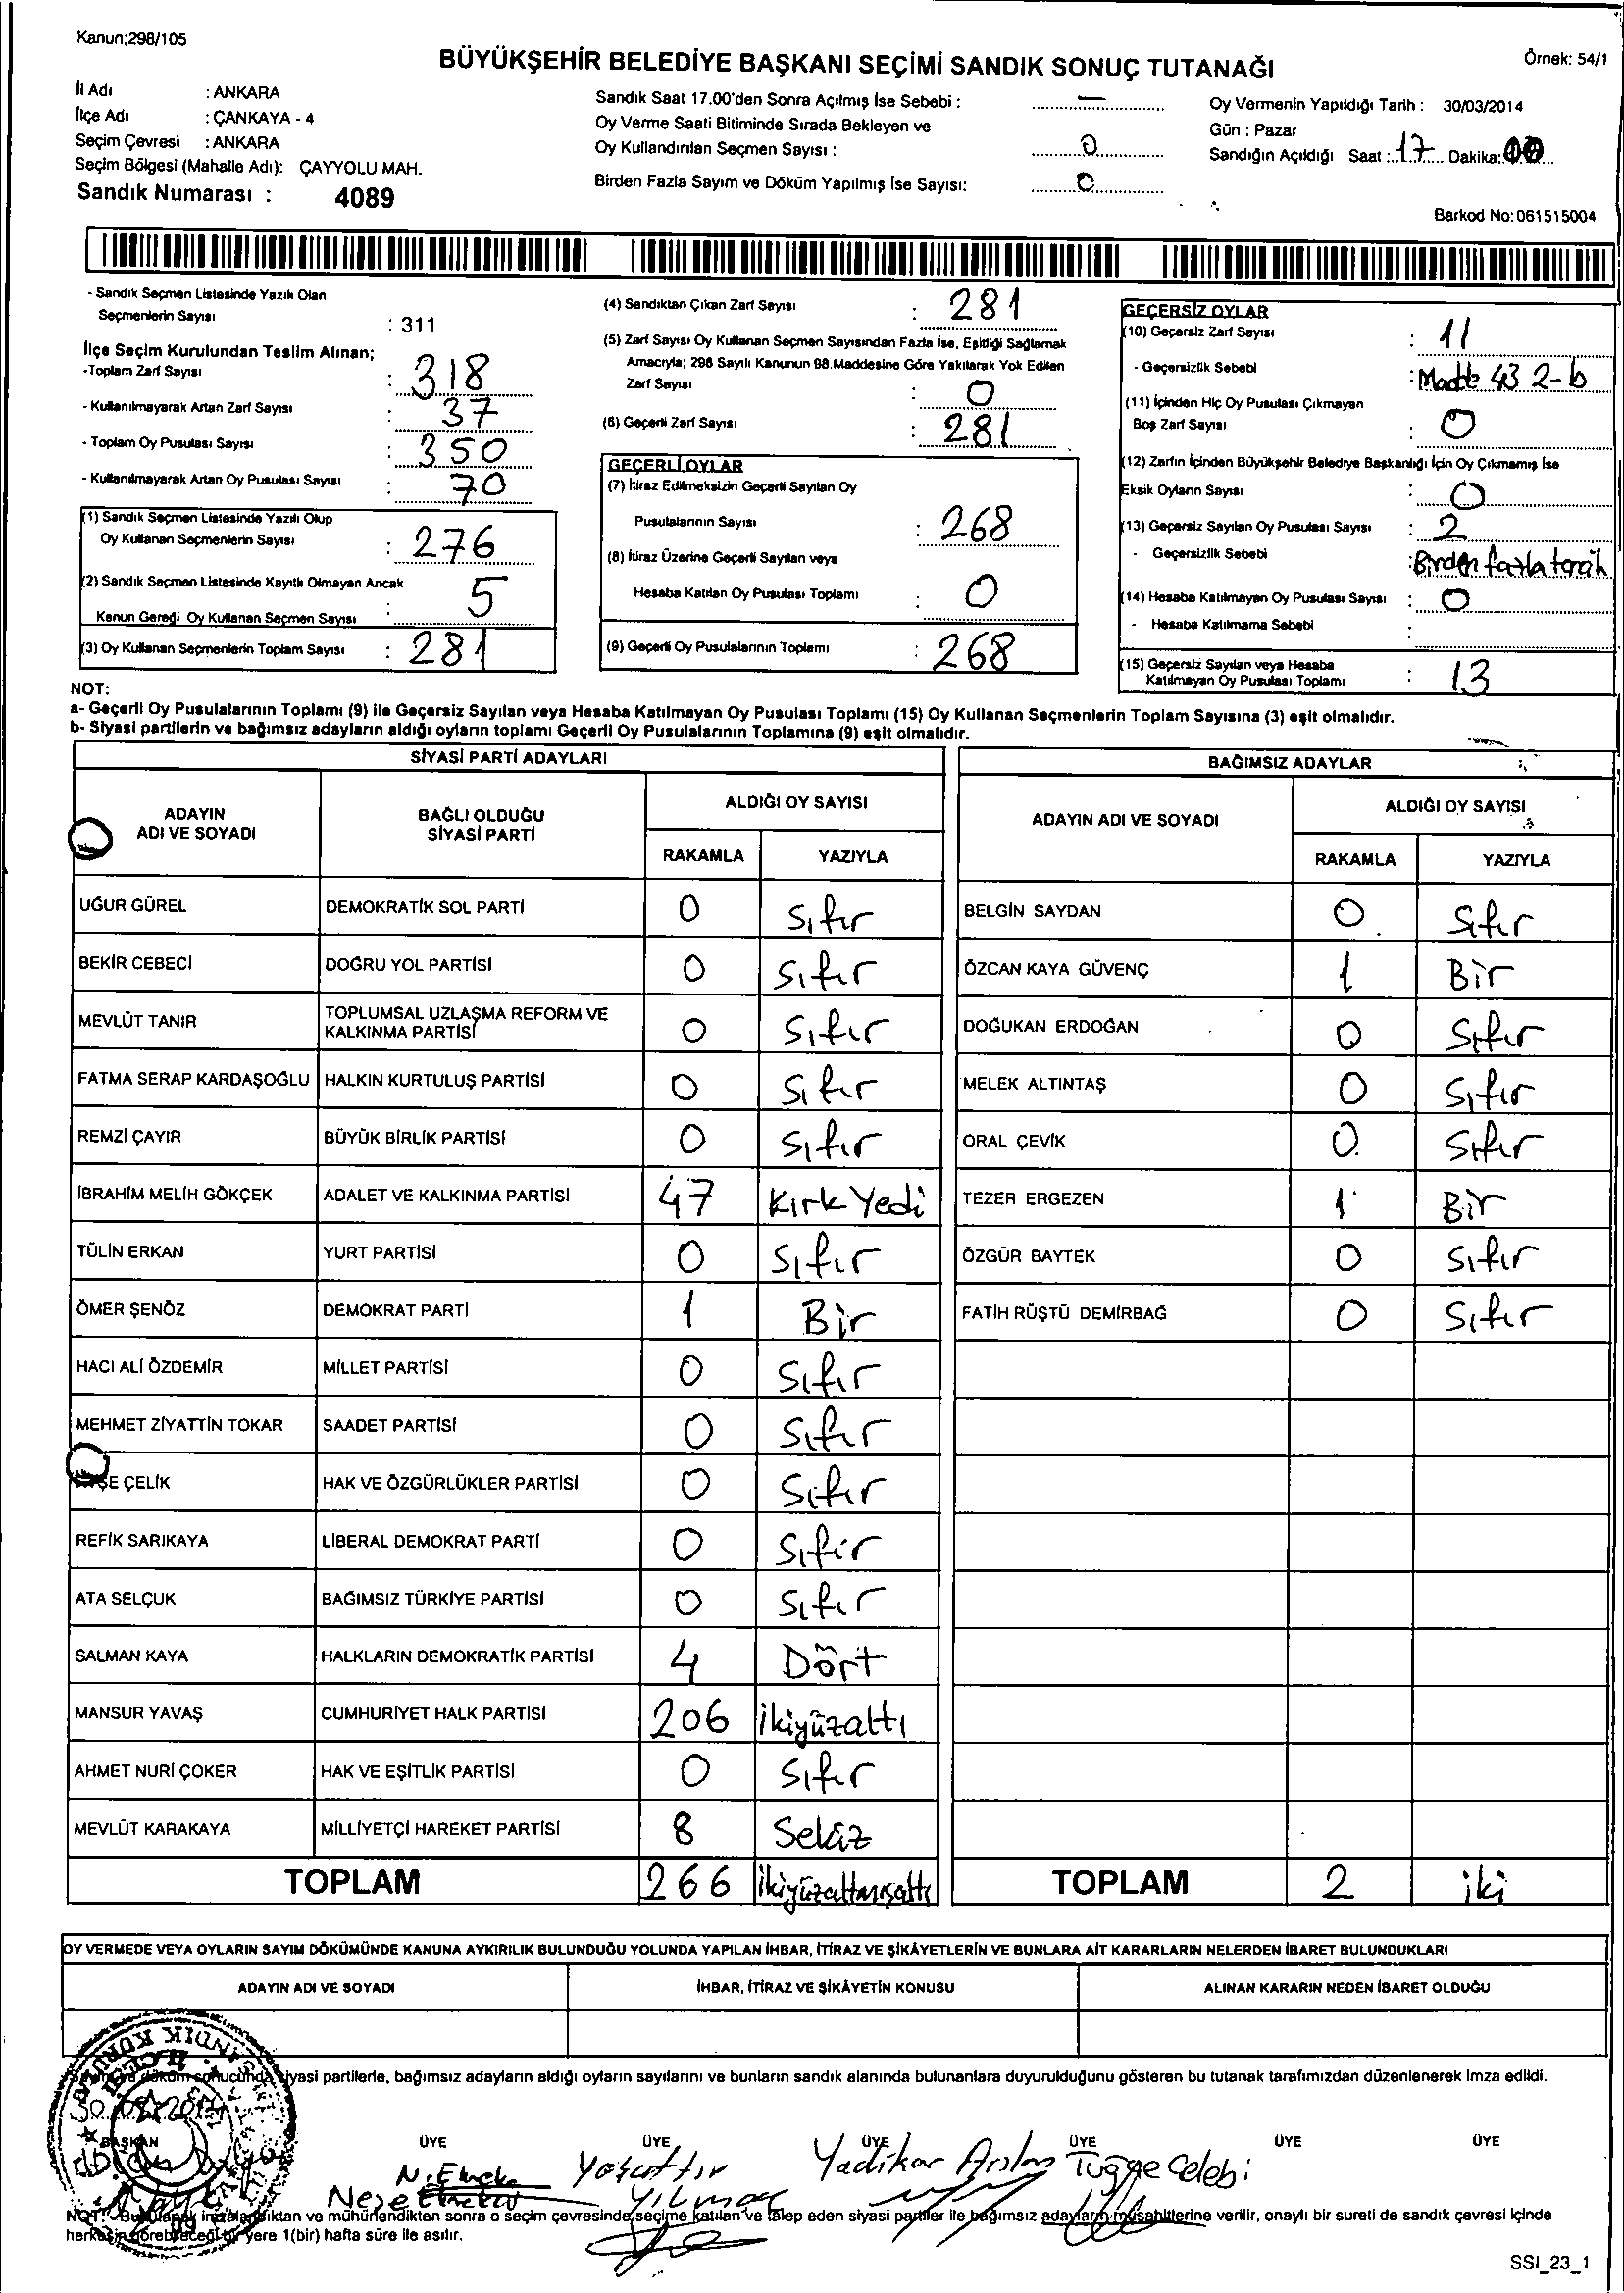 Kanun;298/105
BÜYÜKŞEHİR BELEDİYE BAŞKANI SEÇİMİ SANDIK SONUÇ TUTANAĞI
Örnek: 54/1
İl Adı : ANKARA
İlçe Adı : ÇANKAYA - 4
Seçim Çevresi : ANKARA
Seçim Bölgesi (Mahalle Adı): ÇAYYOLU MAH.
Sandık Numarası : 4089
Sandık Saat 17.00'den Sonra Açılmış İse Sebebi : —
Oy Verme Saati Bitiminde Sırada Bekleyen ve
Oy Kullandırılan Seçmen Sayısı : 0
Birden Fazla Sayım ve Döküm Yapılmış İse Sayısı: 0
Oy Vermenin Yapıldığı Tarih : 30/03/2014
Gün : Pazar
Sandığın Açıldığı Saat : 17 Dakika: 00
Barkod No: 061515004
- Sandık Seçmen Listesinde Yazılı Olan
Seçmenlerin Sayısı : 311
İlçe Seçim Kurulundan Teslim Alınan;
-Toplam Zarf Sayısı : 318
- Kullanılmayarak Artan Zarf Sayısı : 37
- Toplam Oy Pusulası Sayısı : 350
- Kullanılmayarak Artan Oy Pusulası Sayısı : 70
(1) Sandık Seçmen Listesinde Yazılı Olup
Oy Kullanan Seçmenlerin Sayısı : 276
(2) Sandık Seçmen Listesinde Kayıtlı Olmayan Ancak
Kanun Gereği Oy Kullanan Seçmen Sayısı : 5
(3) Oy Kullanan Seçmenlerin Toplam Sayısı : 281
(4) Sandıktan Çıkan Zarf Sayısı : 281
(5) Zarf Sayısı Oy Kullanan Seçmen Sayısından Fazla İse, Eşitliği Sağlamak
Amacıyla; 298 Sayılı Kanunun 98.Maddesine Göre Yakılarak Yok Edilen
Zarf Sayısı : 0
(6) Geçerli Zarf Sayısı : 281
GEÇERLİ OYLAR
(7) İtiraz Edilmeksizin Geçerli Sayılan Oy
Pusulalarının Sayısı : 268
(8) İtiraz Üzerine Geçerli Sayılan veya
Hesaba Katılan Oy Pusulası Toplamı : 0
(9) Geçerli Oy Pusulalarının Toplamı : 268
GEÇERSİZ OYLAR
(10) Geçersiz Zarf Sayısı : 11
- Geçersizlik Sebebi : Madde 43 2-b
(11) İçinden Hiç Oy Pusulası Çıkmayan
Boş Zarf Sayısı : 0
(12) Zarfın İçinden Büyükşehir Belediye Başkanlığı İçin Oy Çıkmamış İse
Eksik Oyların Sayısı : 0
(13) Geçersiz Sayılan Oy Pusulası Sayısı : 2
- Geçersizlik Sebebi : Birden fazla tercih
(14) Hesaba Katılmayan Oy Pusulası Sayısı : 0
- Hesaba Katılmama Sebebi :
(15) Geçersiz Sayılan veya Hesaba
Katılmayan Oy Pusulası Toplamı : 13
NOT:
a- Geçerli Oy Pusulalarının Toplamı (9) ile Geçersiz Sayılan veya Hesaba Katılmayan Oy Pusulası Toplamı (15) Oy Kullanan Seçmenlerin Toplam Sayısına (3) eşit olmalıdır.
b- Siyasi partilerin ve bağımsız adayların aldığı oyların toplamı Geçerli Oy Pusulalarının Toplamına (9) eşit olmalıdır.
SİYASİ PARTİ ADAYLARI
ADAYIN
ADI VE SOYADI
BAĞLI OLDUĞU
SİYASİ PARTİ
ALDIĞI OY SAYISI
RAKAMLA YAZIYLA
UĞUR GÜREL DEMOKRATİK SOL PARTİ 0 Sıfır
BEKİR CEBECİ DOĞRU YOL PARTİSİ 0 Sıfır
MEVLÜT TANIR TOPLUMSAL UZLAŞMA REFORM VE
KALKINMA PARTİSİ 0 Sıfır
FATMA SERAP KARDAŞOĞLU HALKIN KURTULUŞ PARTİSİ 0 Sıfır
REMZİ ÇAYIR BÜYÜK BİRLİK PARTİSİ 0 Sıfır
İBRAHİM MELİH GÖKÇEK ADALET VE KALKINMA PARTİSİ 47 Kırk Yedi
TÜLİN ERKAN YURT PARTİSİ 0 Sıfır
ÖMER ŞENÖZ DEMOKRAT PARTİ 1 Bir
HACI ALİ ÖZDEMİR MİLLET PARTİSİ 0 Sıfır
MEHMET ZİYATTİN TOKAR SAADET PARTİSİ 0 Sıfır
ÇELİK HAK VE ÖZGÜRLÜKLER PARTİSİ 0 Sıfır
REFİK SARIKAYA LİBERAL DEMOKRAT PARTİ 0 Sıfır
ATA SELÇUK BAĞIMSIZ TÜRKİYE PARTİSİ 0 Sıfır
SALMAN KAYA HALKLARIN DEMOKRATİK PARTİSİ 4 Dört
MANSUR YAVAŞ CUMHURİYET HALK PARTİSİ 206 ikiyüzaltı
AHMET NURİ ÇOKER HAK VE EŞİTLİK PARTİSİ 0 Sıfır
MEVLÜT KARAKAYA MİLLİYETÇİ HAREKET PARTİSİ 8 Sekiz
TOPLAM 266 ikiyüzaltmışaltı
BAĞIMSIZ ADAYLAR
ADAYIN ADI VE SOYADI
ALDIĞI OY SAYISI
RAKAMLA YAZIYLA
BELGİN SAYDAN 0 Sıfır
ÖZCAN KAYA GÜVENÇ 1 Bir
DOĞUKAN ERDOĞAN 0 Sıfır
MELEK ALTINTAŞ 0 Sıfır
ORAL ÇEVİK 0 Sıfır
TEZER ERGEZEN 1 Bir
ÖZGÜR BAYTEK 0 Sıfır
FATİH RÜŞTÜ DEMİRBAĞ 0 Sıfır
TOPLAM 2 iki
OY VERMEDE VEYA OYLARIN SAYIM DÖKÜMÜNDE KANUNA AYKIRILIK BULUNDUĞU YOLUNDA YAPILAN İHBAR, İTİRAZ VE ŞİKÂYETLERİN VE BUNLARA AİT KARARLARIN NELERDEN İBARET BULUNDUKLARI
ADAYIN ADI VE SOYADI
İHBAR, İTİRAZ VE ŞİKÂYETİN KONUSU
ALINAN KARARIN NEDEN İBARET OLDUĞU
siyasi partilerle, bağımsız adayların aldığı oyların sayılarını ve bunların sandık alanında bulunanlara duyurulduğunu gösteren bu tutanak tarafımızdan düzenlenerek imza edildi.
BAŞKAN ÜYE ÜYE ÜYE ÜYE ÜYE ÜYE
Yadikar Arslan Tuğçe Çelebi
Neşe Yılmaz
NOT: imzalandıktan ve mühürlendikten sonra o seçim çevresinde seçime katılan ve talep eden siyasi partiler ile bağımsız adayların müşahitlerine verilir, onaylı bir sureti de sandık çevresi içinde
herkesin görebileceği bir yere 1(bir) hafta süre ile asılır.
SSI_23_1